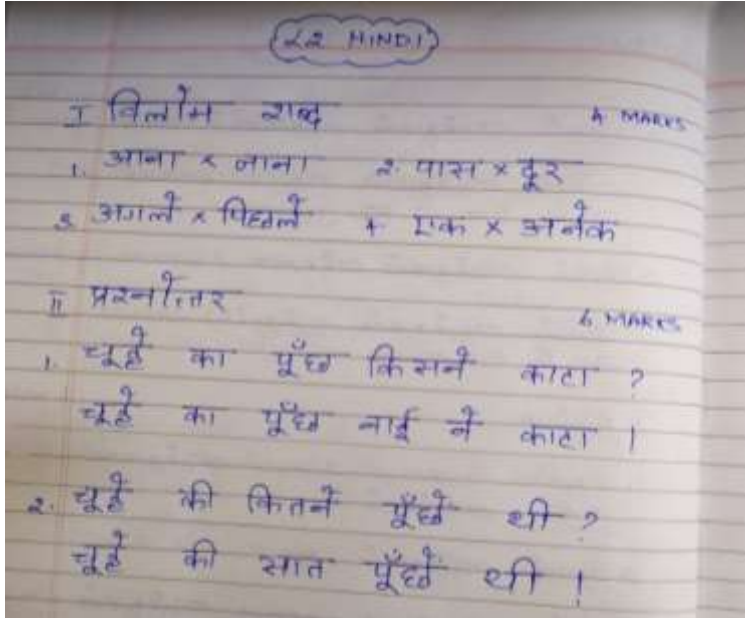 (2L HINDI)
I विलोम शब्द 4 MARKS
1. आना × जाना 2. पास × दूर
3. अगले × पिछले 4. एक × अनेक
II प्रश्नोत्तर 6 MARKS
1. चूहे का पूँछ किसने काटा ?
चूहे का पूँछ नाई ने काटा |
2. चूहे की कितने पूँछे थी ?
चूहे की सात पूँछे थी |